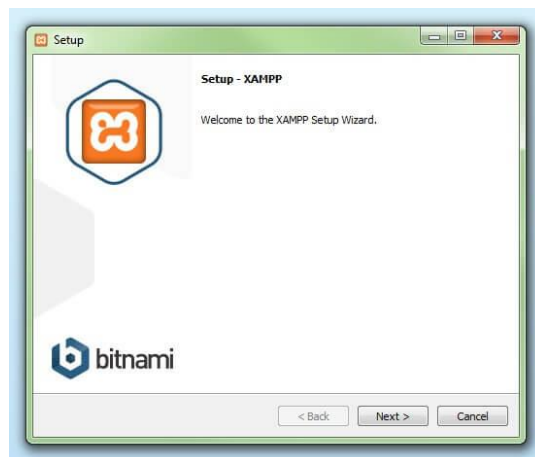 Setup
Setup - XAMPP
Welcome to the XAMPP Setup Wizard.
bitnami
< Back
Next >
Cancel